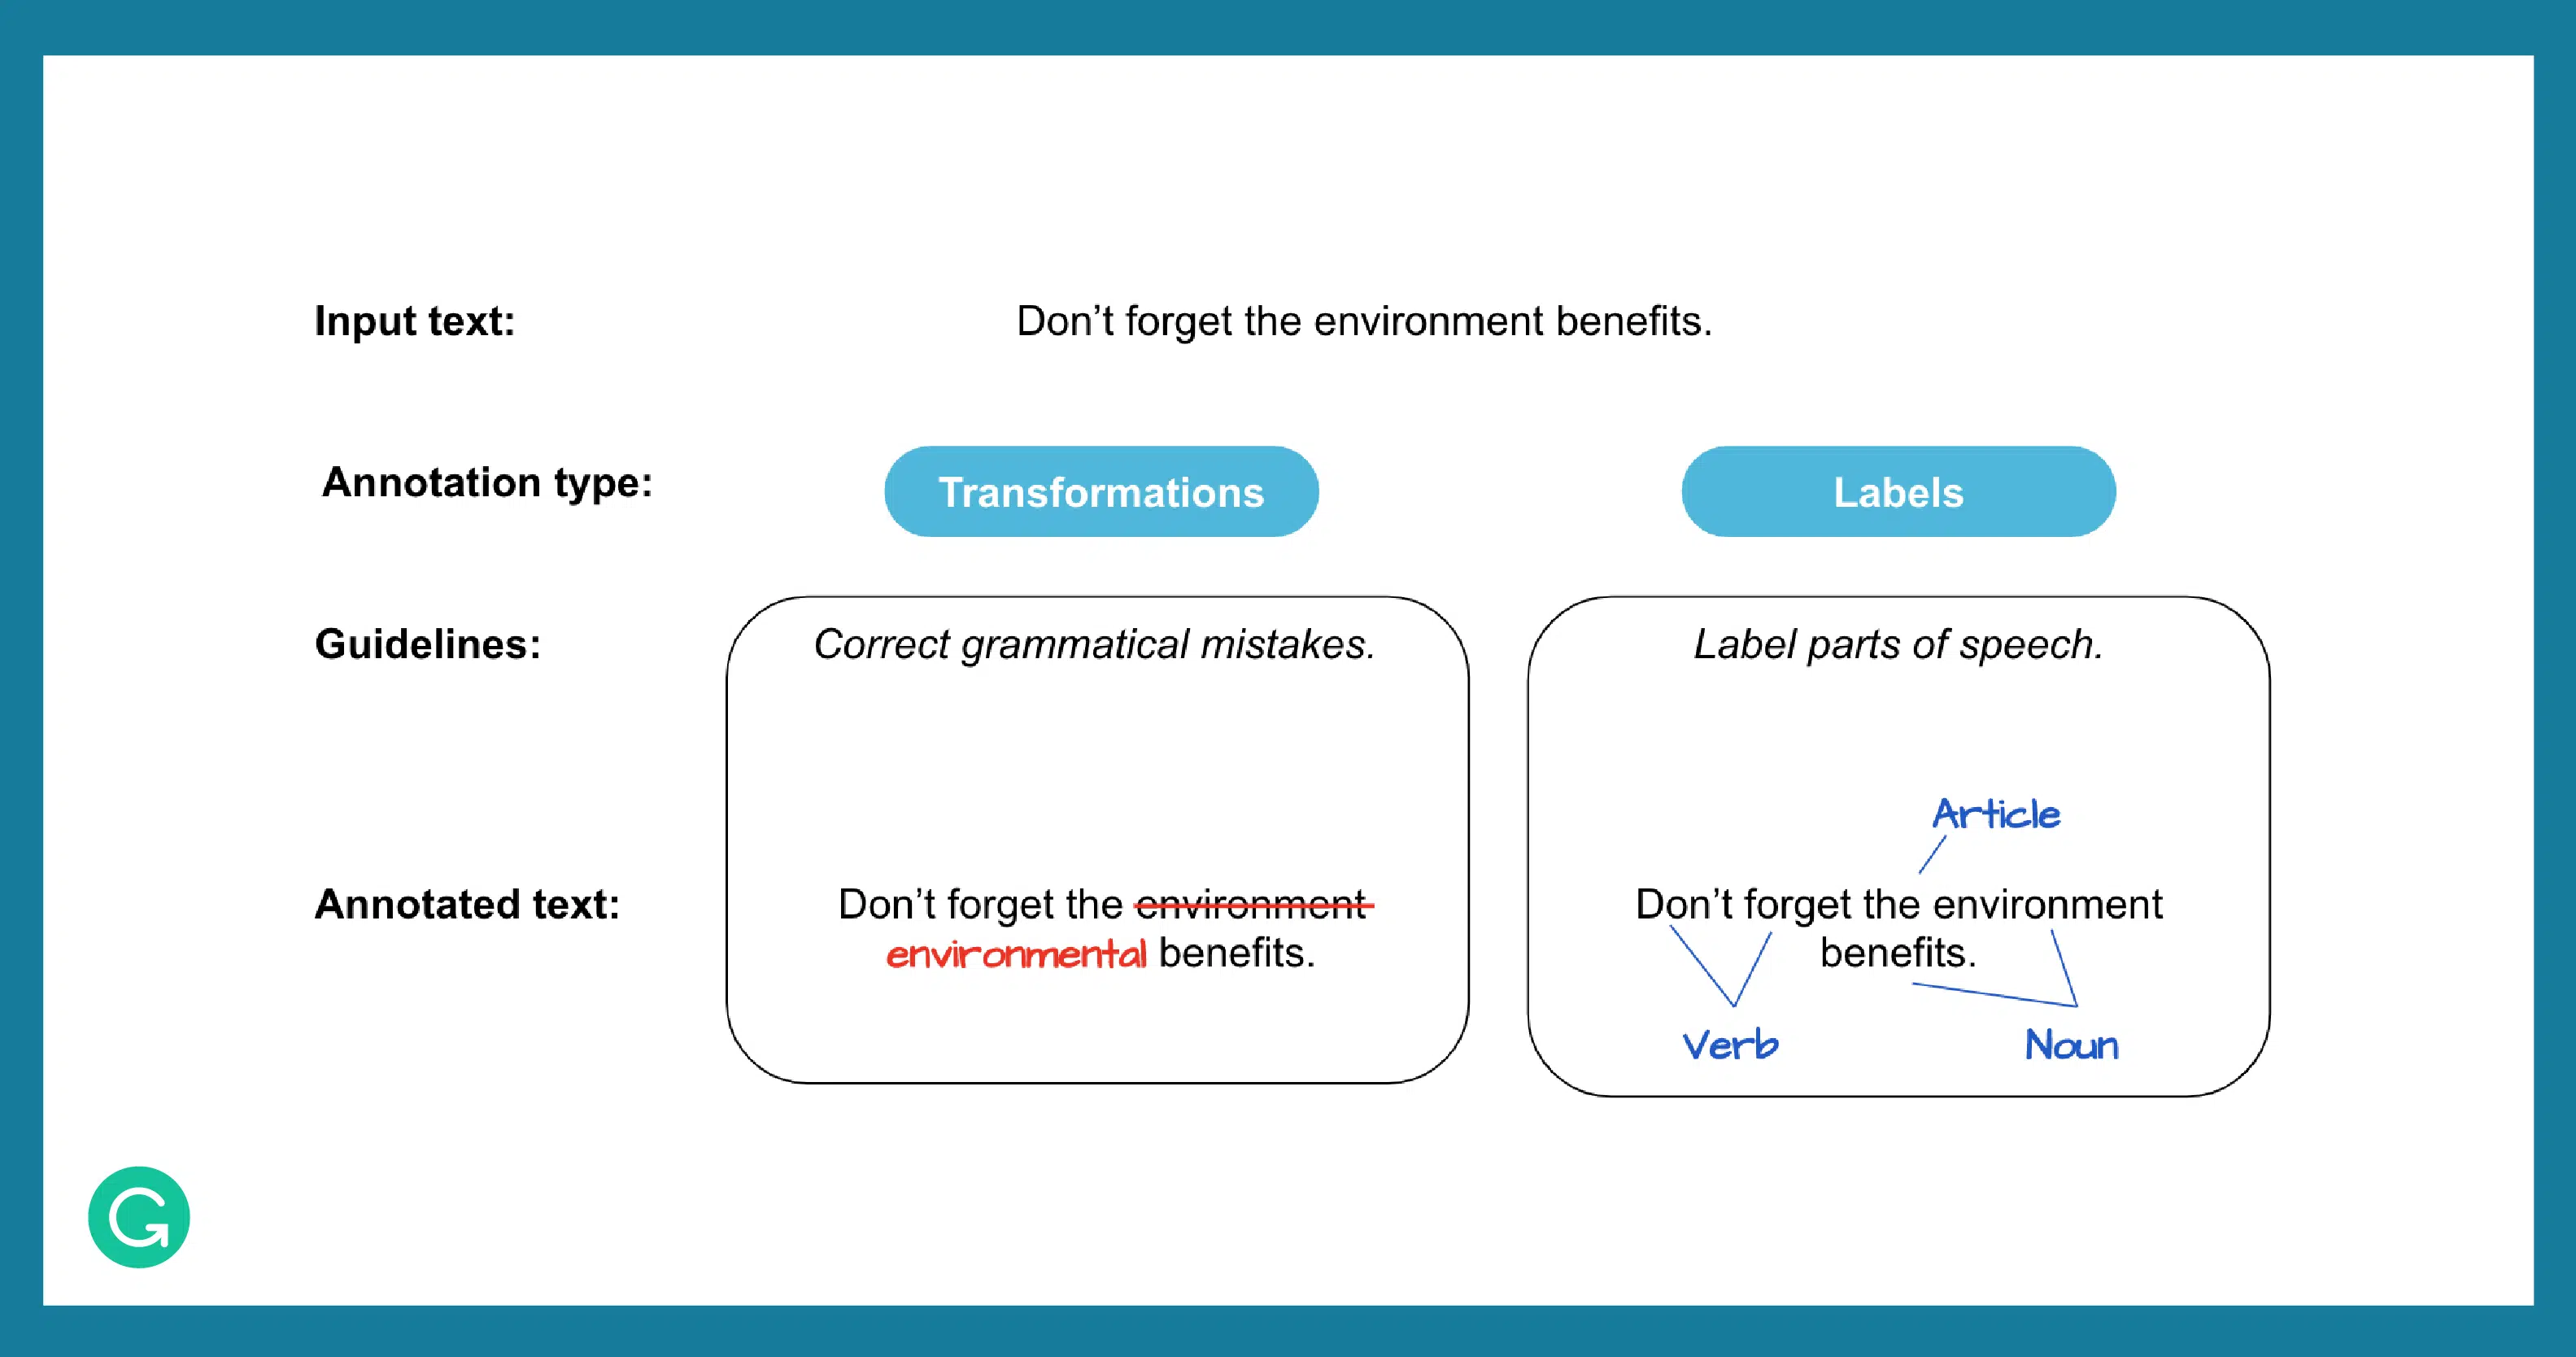 Input text:
Don’t forget the environment benefits.
Annotation type:
Transformations
Labels
Guidelines:
Correct grammatical mistakes.
Label parts of speech.
Annotated text:
Don’t forget the environment
environmental benefits.
Article
Don’t forget the environment
benefits.
Verb
Noun
G